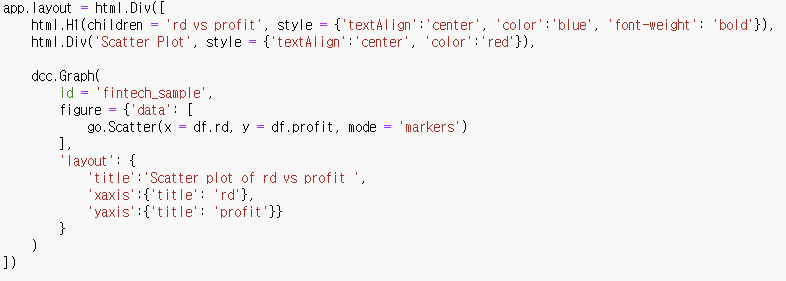 app.layout = html.Div([
    html.H1(children = 'rd vs profit', style = {'textAlign':'center', 'color':'blue', 'font-weight': 'bold'}),
    html.Div('Scatter Plot', style = {'textAlign':'center', 'color':'red'}),

    dcc.Graph(
        id = 'fintech_sample',
        figure = {'data': [
            go.Scatter(x = df.rd, y = df.profit, mode = 'markers')
        ],
        'layout': {
            'title':'Scatter plot of rd vs profit ',
            'xaxis':{'title': 'rd'},
            'yaxis':{'title': 'profit'}}
        }
    )
])